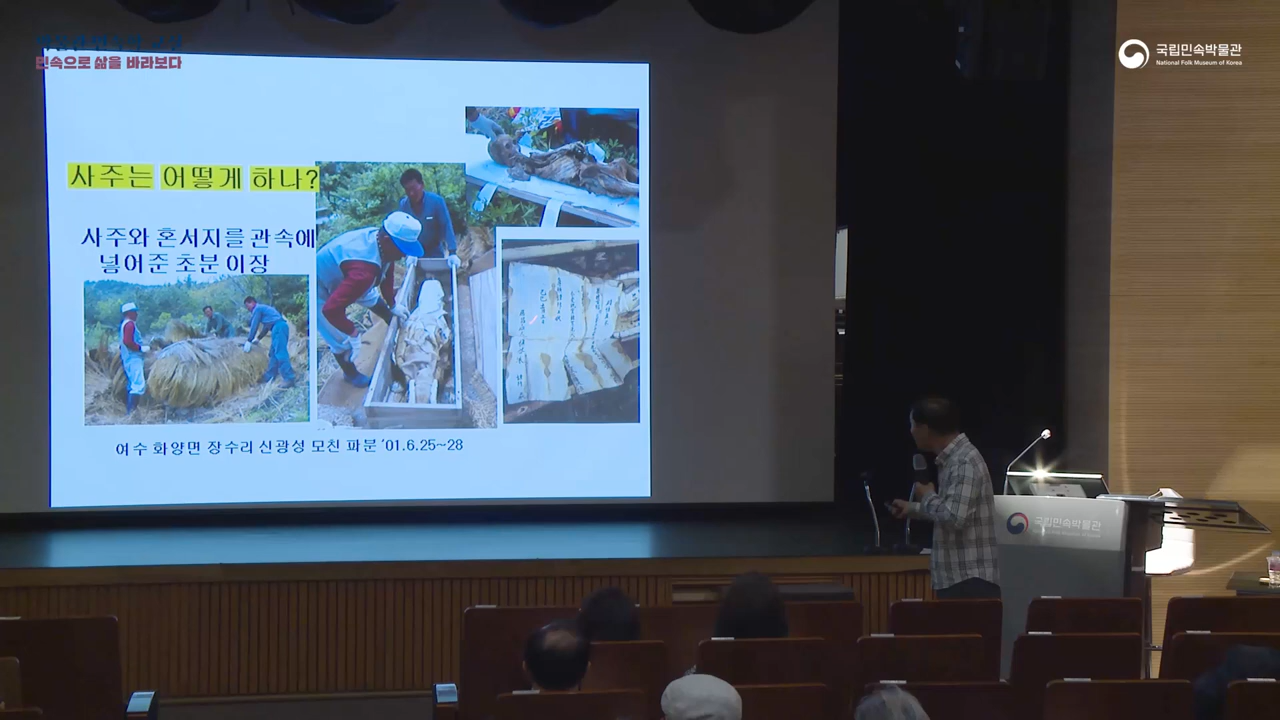 민속으로 삶을 바라보다
국립민속박물관
National Folk Museum of Korea
사주는 어떻게 하나?
사주와 혼서지를 관속에
넣어준 초분 이장
여수 화양면 장수리 신광성 모친 파분 '01.6.25~28
국립민속박물관